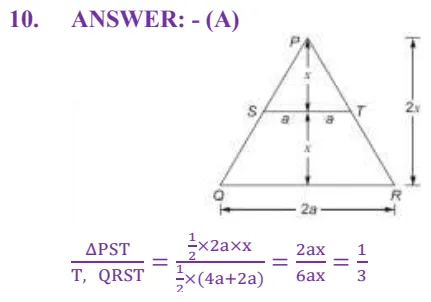 10. ANSWER: - (A)
P
x
S T
a a
2x
x
Q R
2a
ΔPST / T, QRST = 1/2×2a×x / 1/2×(4a+2a) = 2ax / 6ax = 1/3